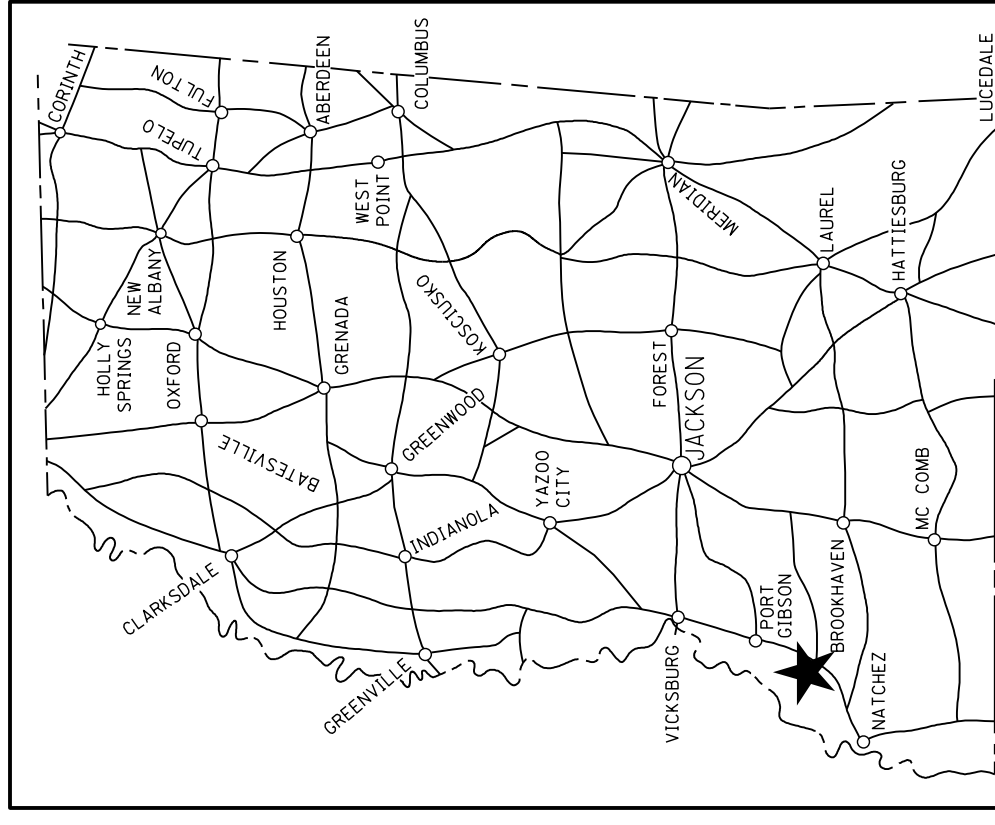 CORINTH
FULTON
TUPELO
ABERDEEN
COLUMBUS
LUCEDALE
WEST
POINT
MERIDIAN
LAUREL
HATTIESBURG
NEW
ALBANY
HOUSTON
KOSCIUSKO
HOLLY
SPRINGS
OXFORD
GRENADA
FOREST
JACKSON
BATESVILLE
GREENWOOD
YAZOO
CITY
MC COMB
INDIANOLA
CLARKSDALE
PORT
GIBSON
BROOKHAVEN
GREENVILLE
VICKSBURG
NATCHEZ